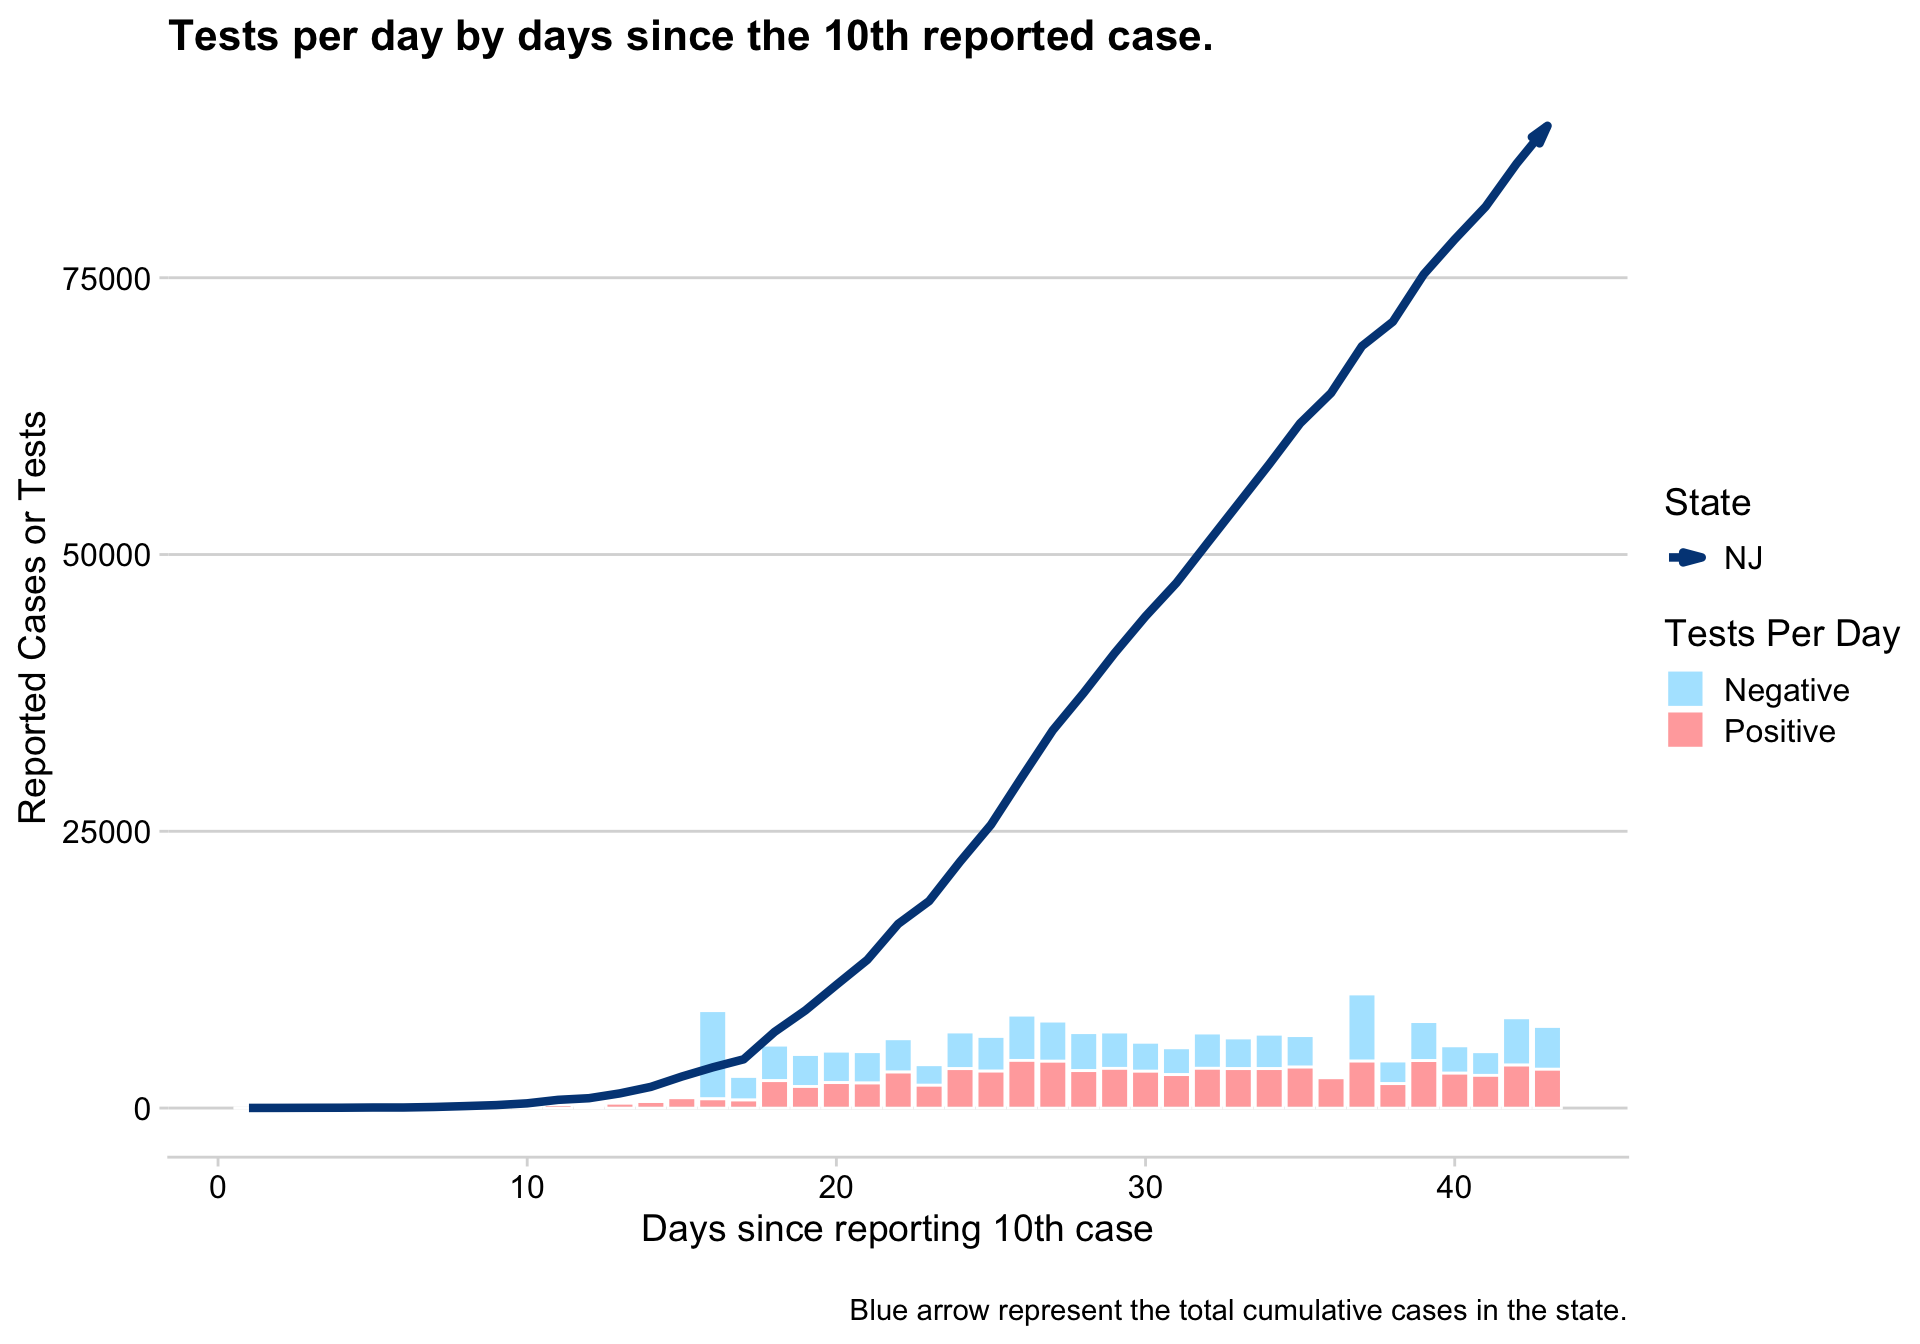 Tests per day by days since the 10th reported case.
Reported Cases or Tests
75000
50000
25000
0
0 10 20 30 40
Days since reporting 10th case
State
NJ
Tests Per Day
Negative
Positive
Blue arrow represent the total cumulative cases in the state.